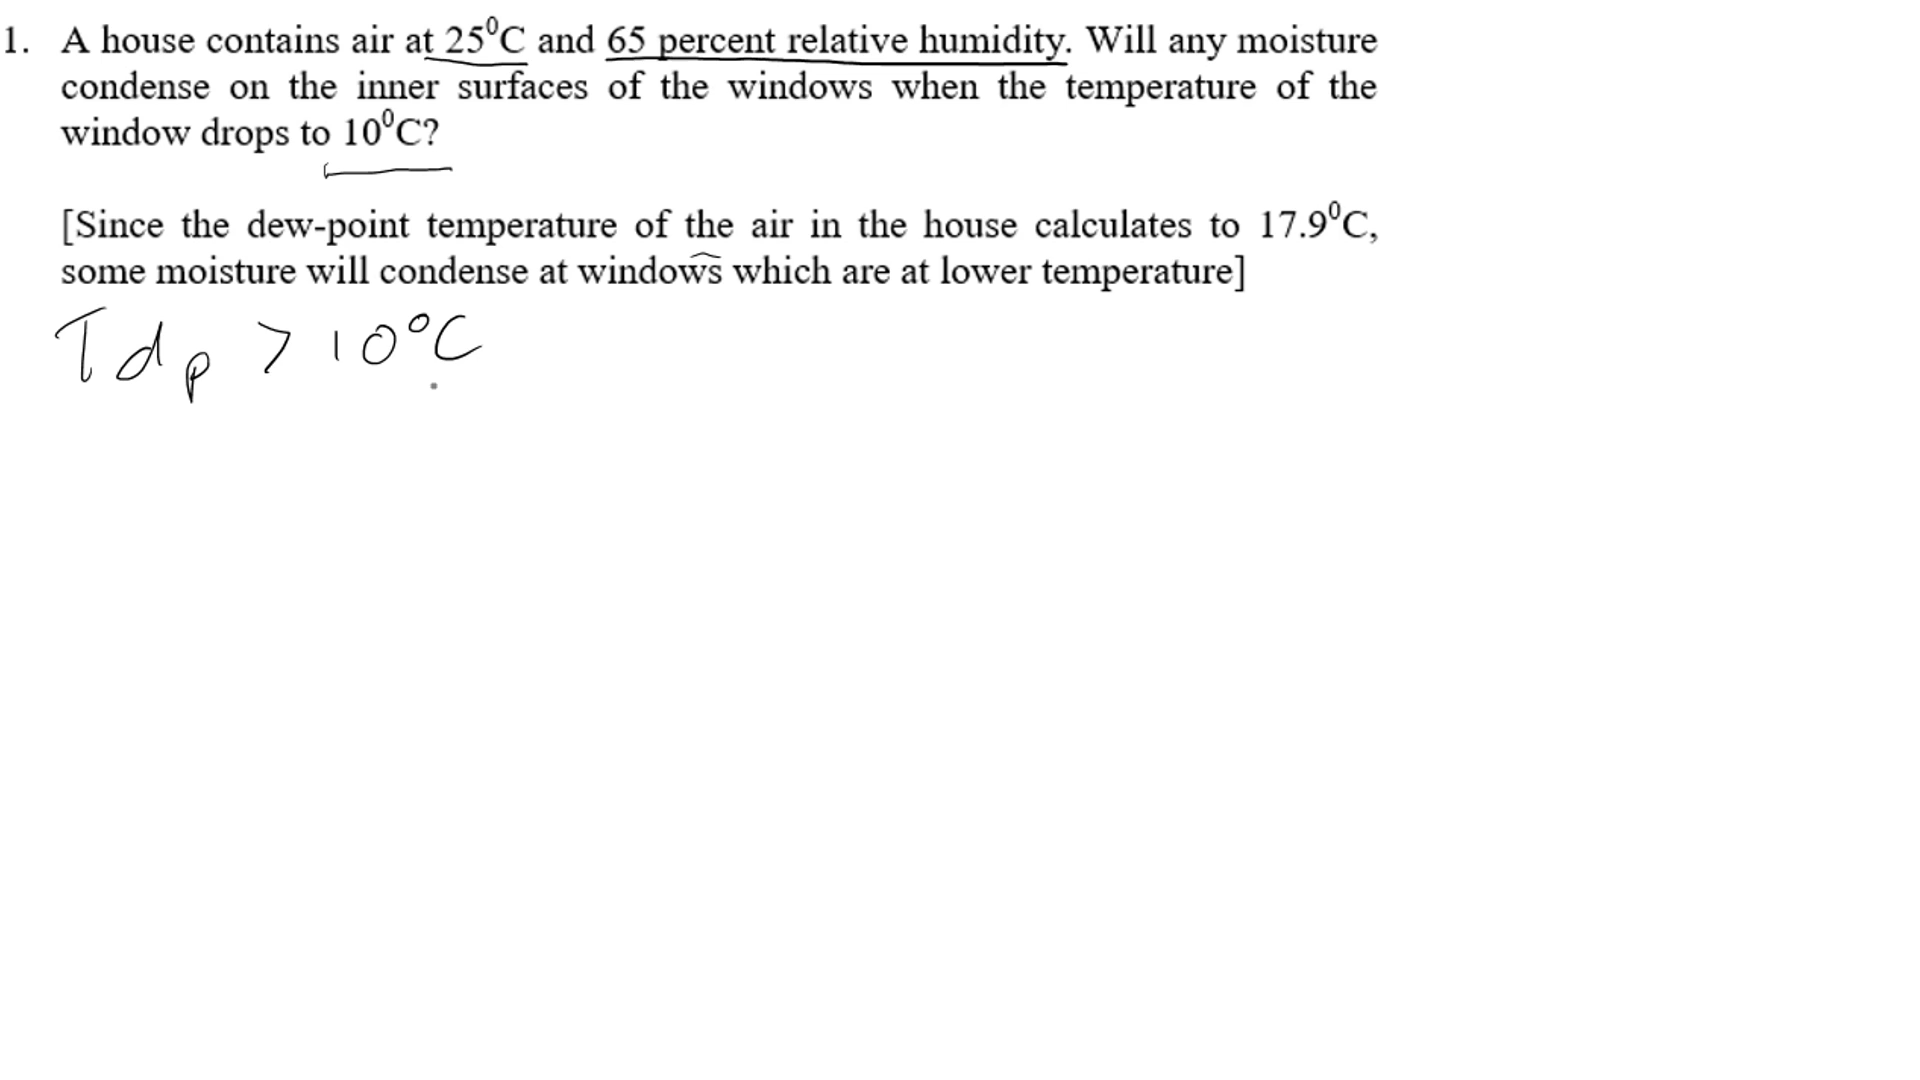 1. A house contains air at 25⁰C and 65 percent relative humidity. Will any moisture
condense on the inner surfaces of the windows when the temperature of the
window drops to 10⁰C?
[Since the dew-point temperature of the air in the house calculates to 17.9⁰C,
some moisture will condense at windows which are at lower temperature]
Tdp > 10°C